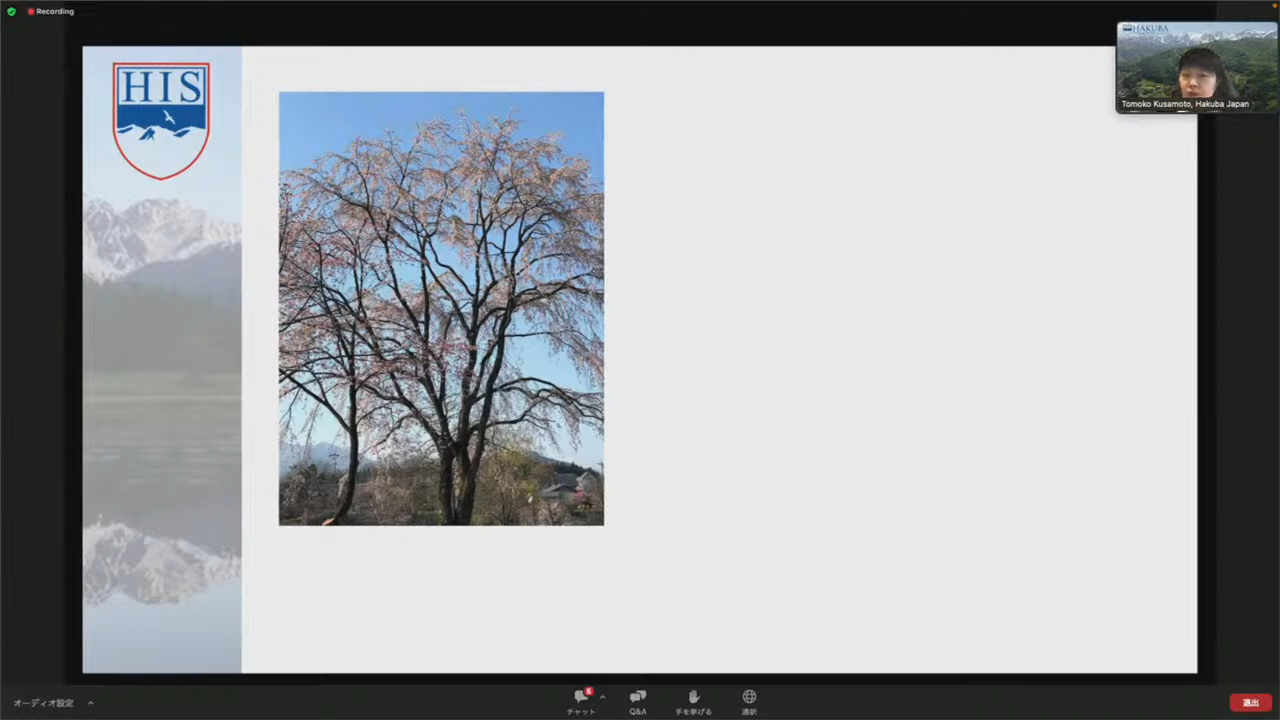 Recording
HIS
HAKUBA
Tomoko Kusamoto, Hakuba Japan
オーディオ設定
チャット
6
Q&A
手を挙げる
通訳
退出